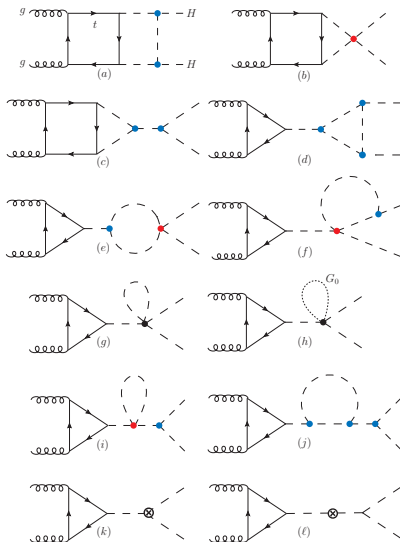 g t H
g H
(a) (b)
(c) (d)
(e) (f)
G₀
(g) (h)
(i) (j)
(k) (ℓ)